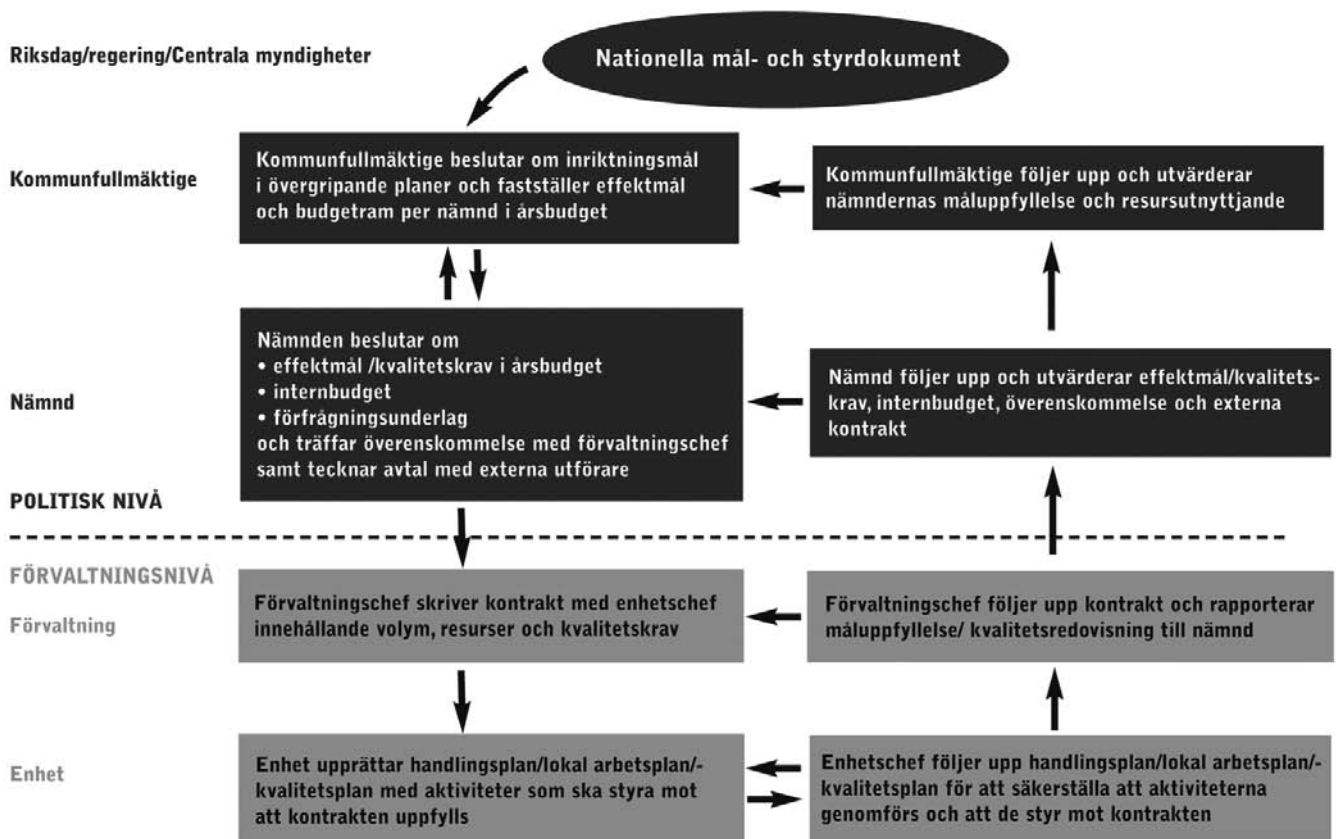 Riksdag/regering/Centrala myndigheter
Nationella mål- och styrdokument
Kommunfullmäktige
Kommunfullmäktige beslutar om inriktningsmål
i övergripande planer och fastställer effektmål
och budgetram per nämnd i årsbudget
Kommunfullmäktige följer upp och utvärderar
nämndernas måluppfyllelse och resursutnyttjande
Nämnd
Nämnden beslutar om
• effektmål /kvalitetskrav i årsbudget
• internbudget
• förfrågningsunderlag
och träffar överenskommelse med förvaltningschef
samt tecknar avtal med externa utförare
Nämnd följer upp och utvärderar effektmål/kvalitets-
krav, internbudget, överenskommelse och externa
kontrakt
POLITISK NIVÅ
FÖRVALTNINGSNIVÅ
Förvaltning
Förvaltningschef skriver kontrakt med enhetschef
innehållande volym, resurser och kvalitetskrav
Förvaltningschef följer upp kontrakt och rapporterar
måluppfyllelse/ kvalitetsredovisning till nämnd
Enhet
Enhet upprättar handlingsplan/lokal arbetsplan/-
kvalitetsplan med aktiviteter som ska styra mot
att kontrakten uppfylls
Enhetschef följer upp handlingsplan/lokal arbetsplan/-
kvalitetsplan för att säkerställa att aktiviteterna
genomförs och att de styr mot kontrakten